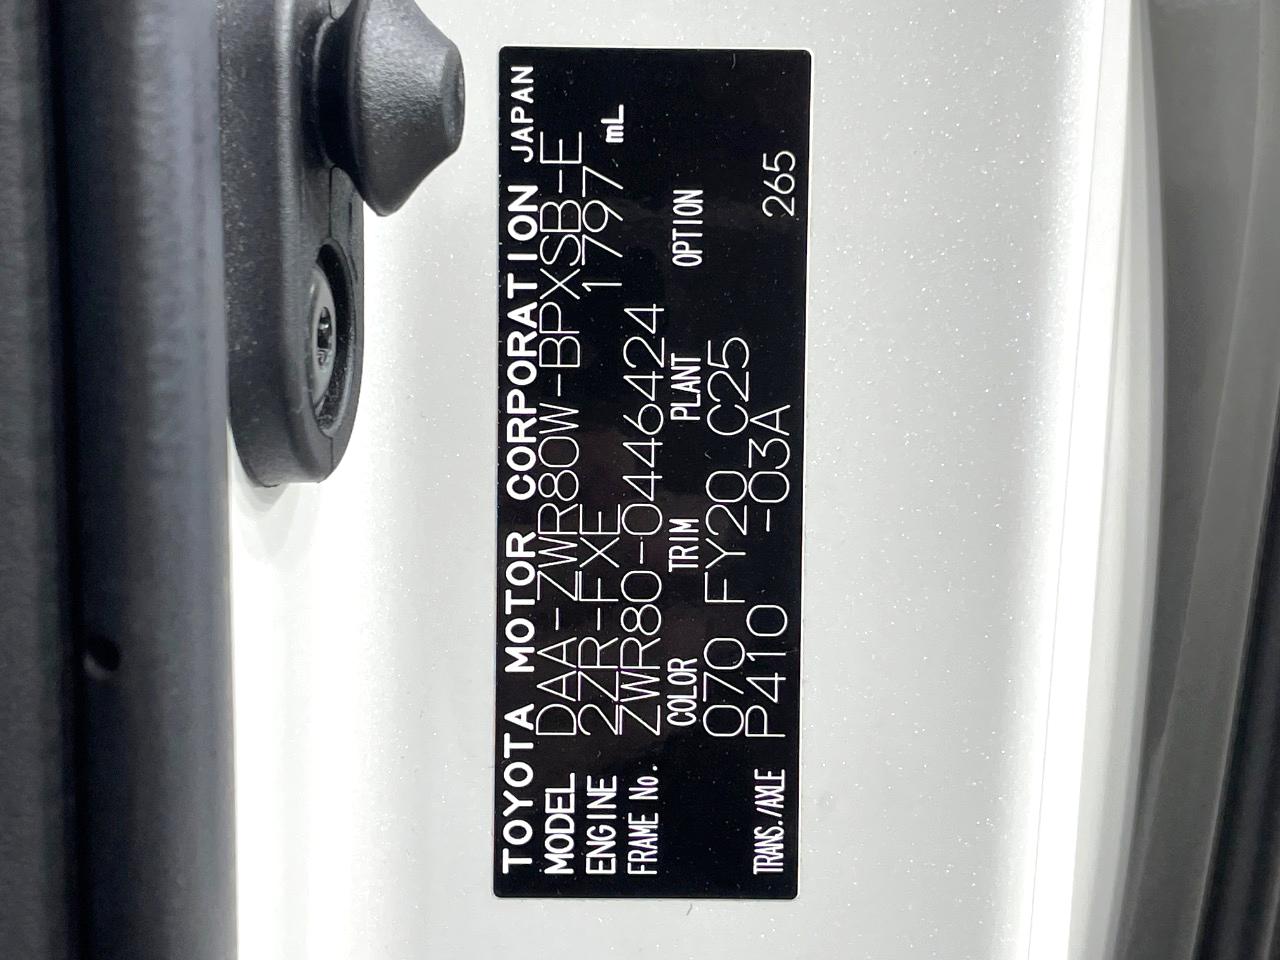 TOYOTA MOTOR CORPORATION JAPAN
MODEL DAA-ZWR80W-BPXSB-E
ENGINE 2ZR-FXE 1797 mL
FRAME No. ZWR80-0446424
COLOR TRIM PLANT OPTION
070 FY20 C25
TRANS./AXLE P410 -03A 265